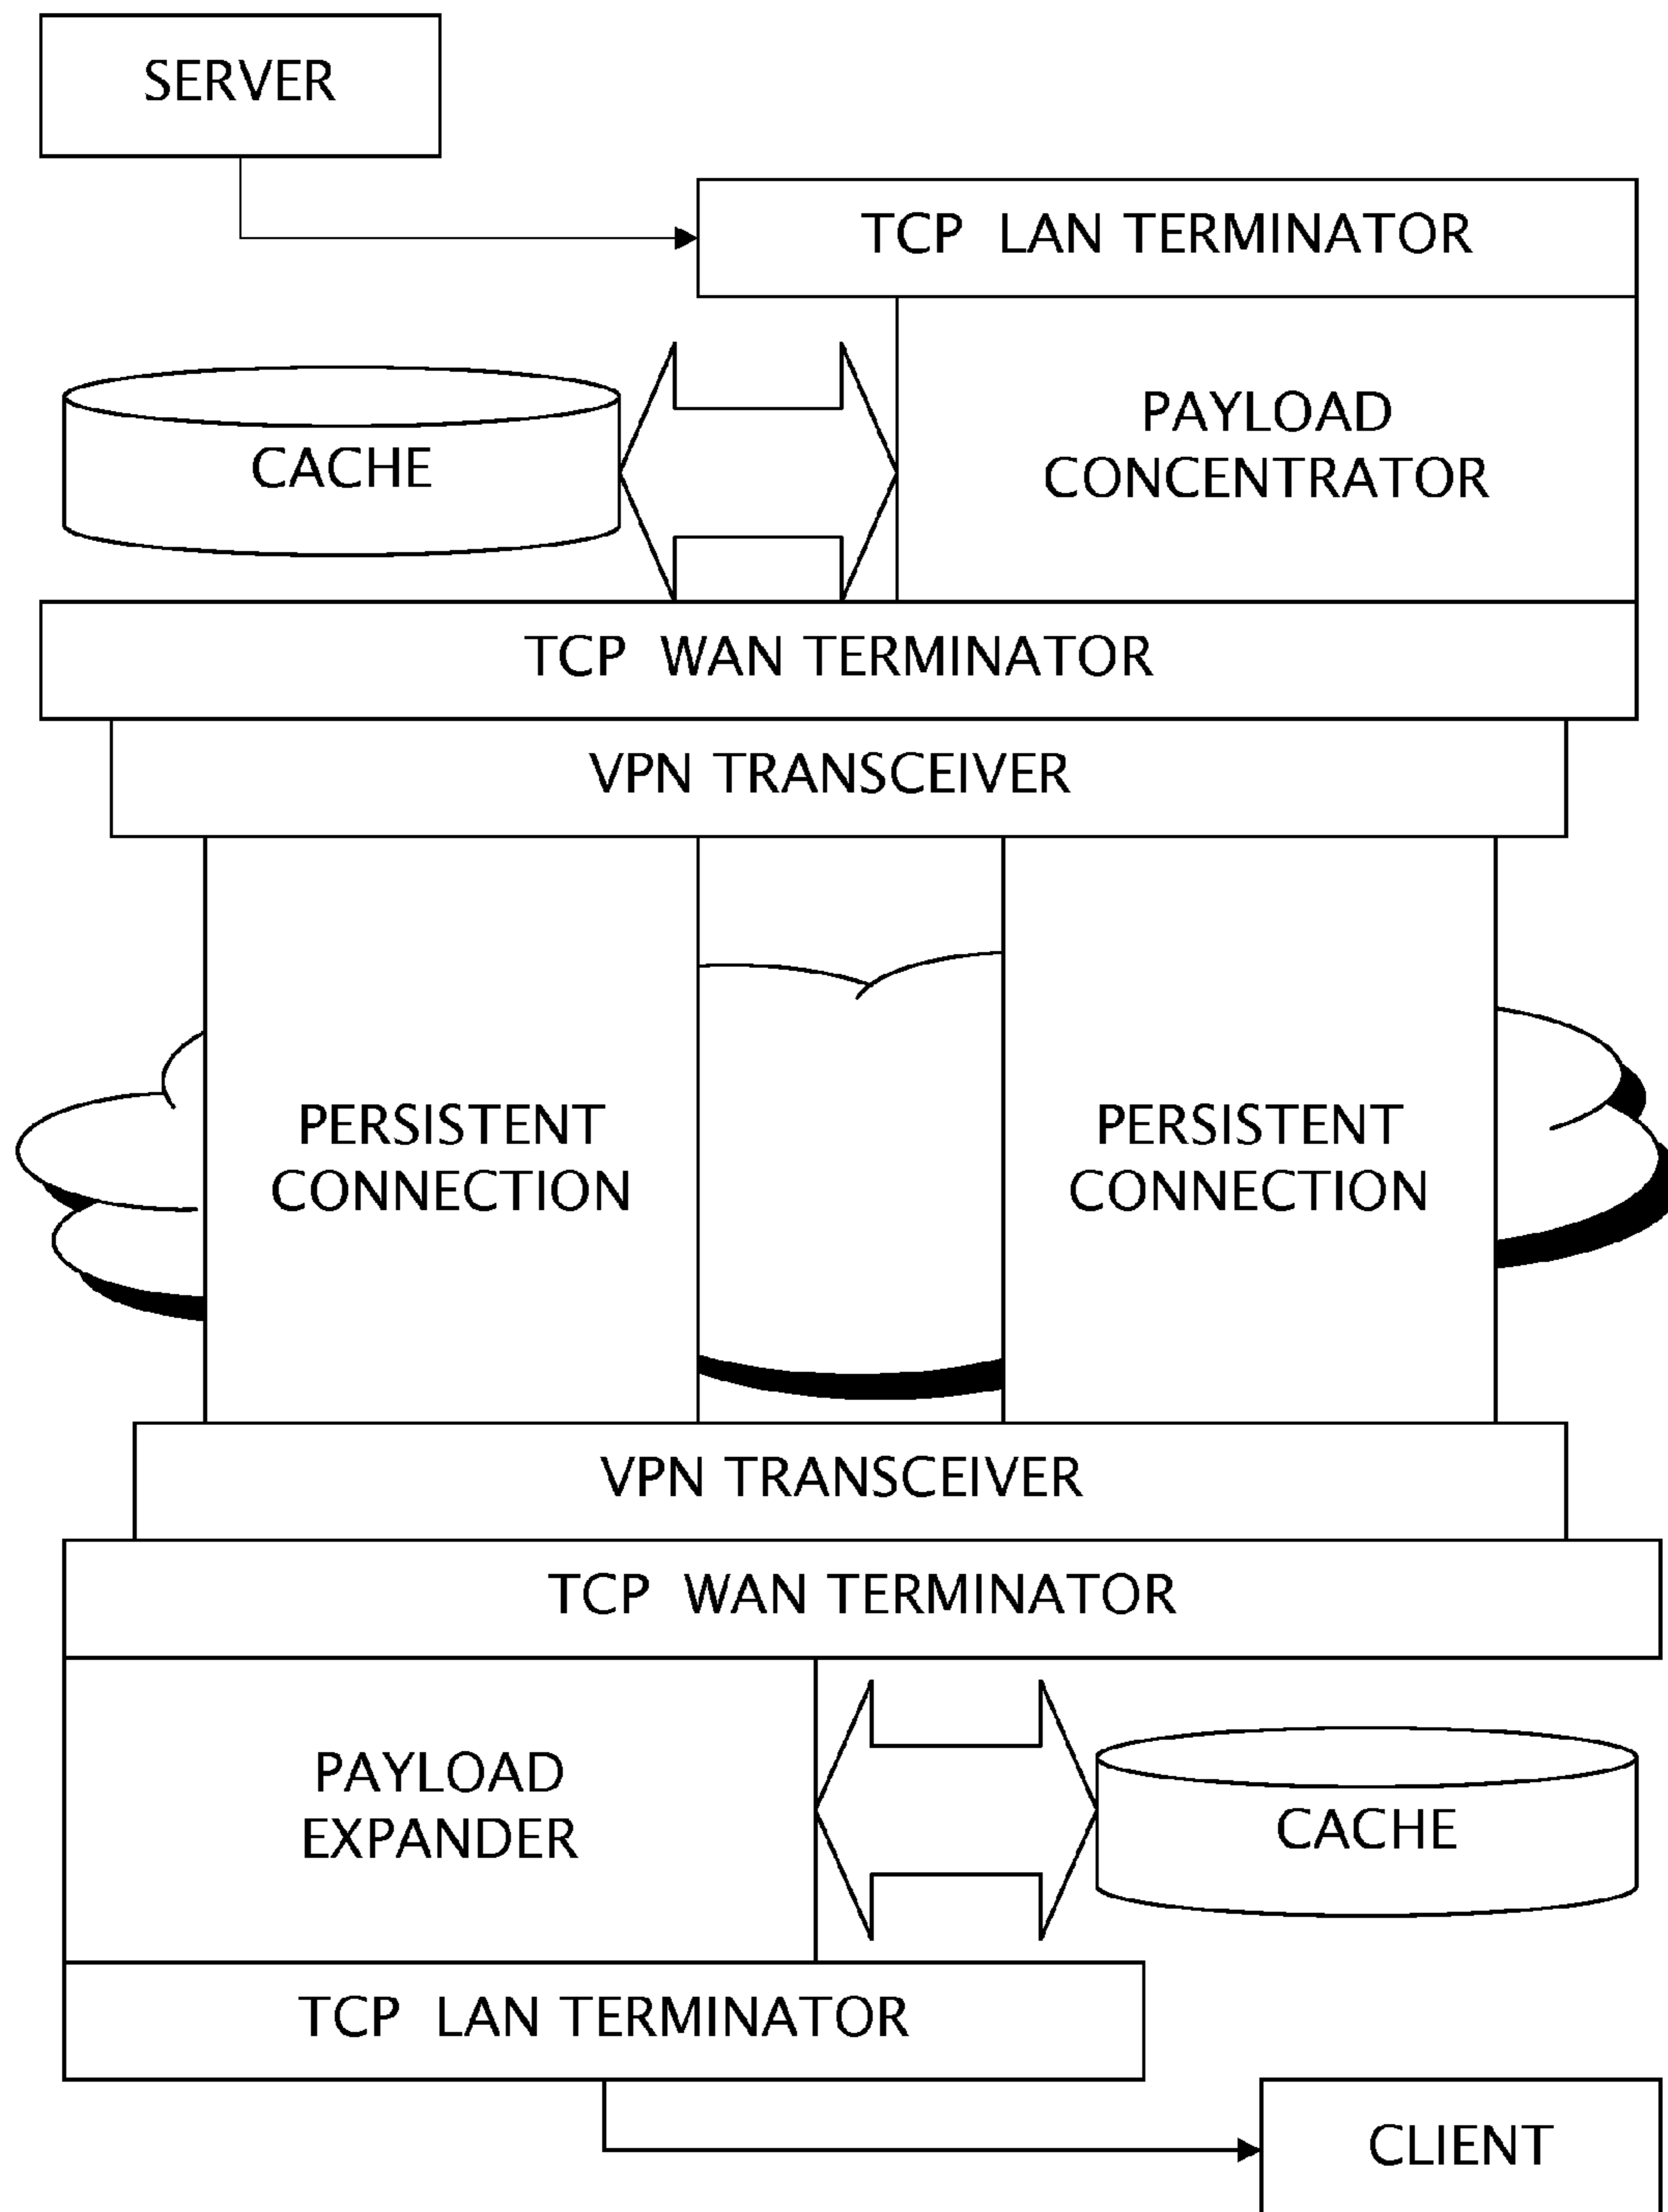 SERVER
TCP LAN TERMINATOR
PAYLOAD
CONCENTRATOR
CACHE
TCP WAN TERMINATOR
VPN TRANSCEIVER
PERSISTENT
CONNECTION
PERSISTENT
CONNECTION
VPN TRANSCEIVER
TCP WAN TERMINATOR
PAYLOAD
EXPANDER
CACHE
TCP LAN TERMINATOR
CLIENT